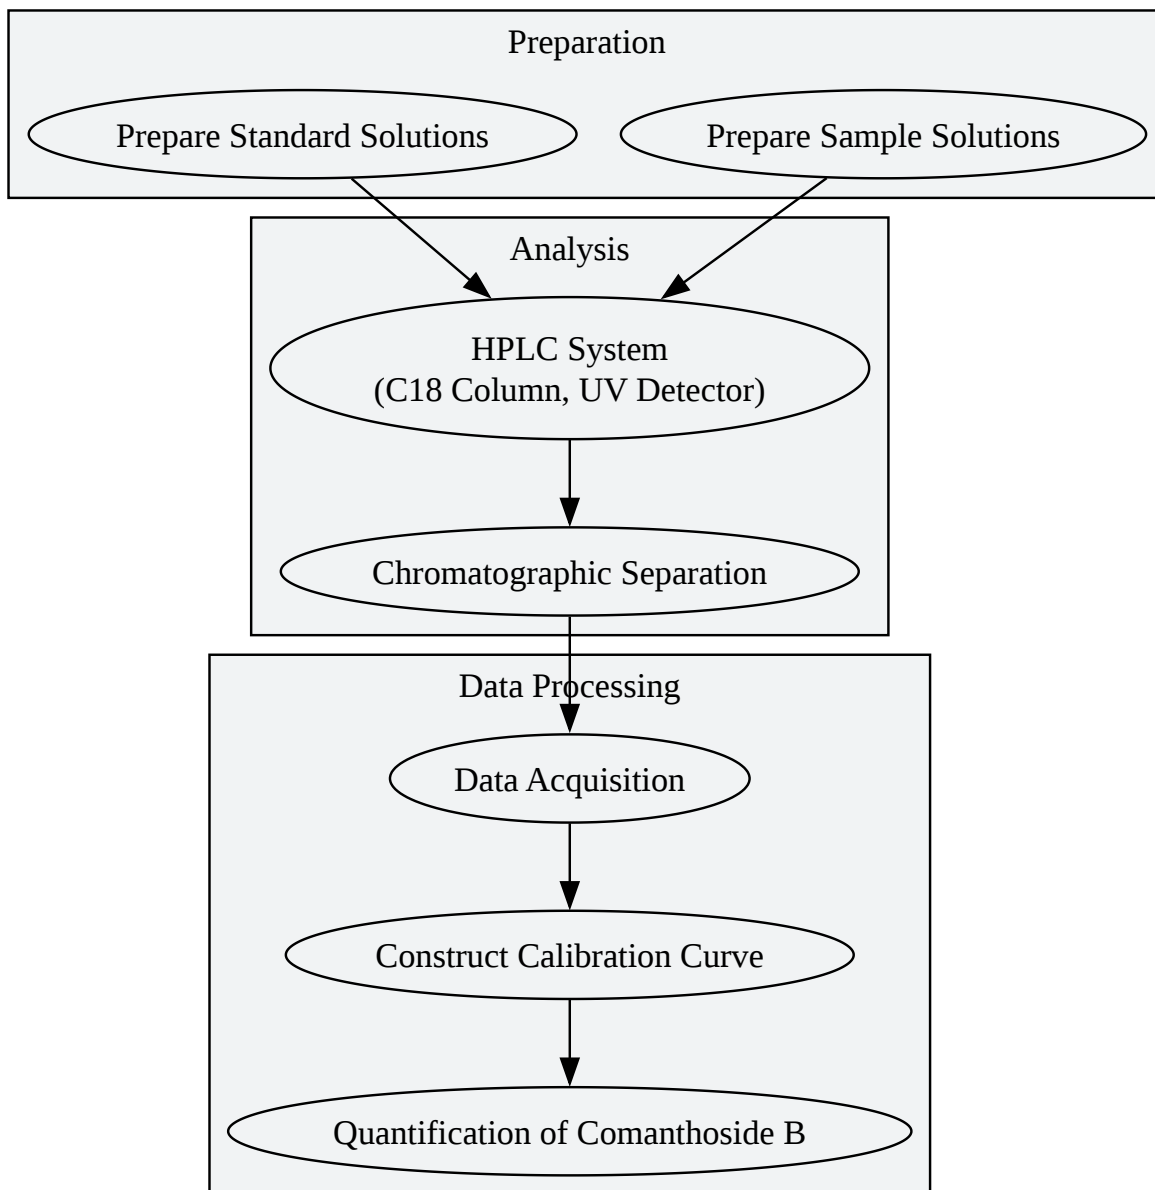 Preparation
Prepare Standard Solutions
Prepare Sample Solutions
Analysis
HPLC System
(C18 Column, UV Detector)
Chromatographic Separation
Data Processing
Data Acquisition
Construct Calibration Curve
Quantification of Comanthoside B